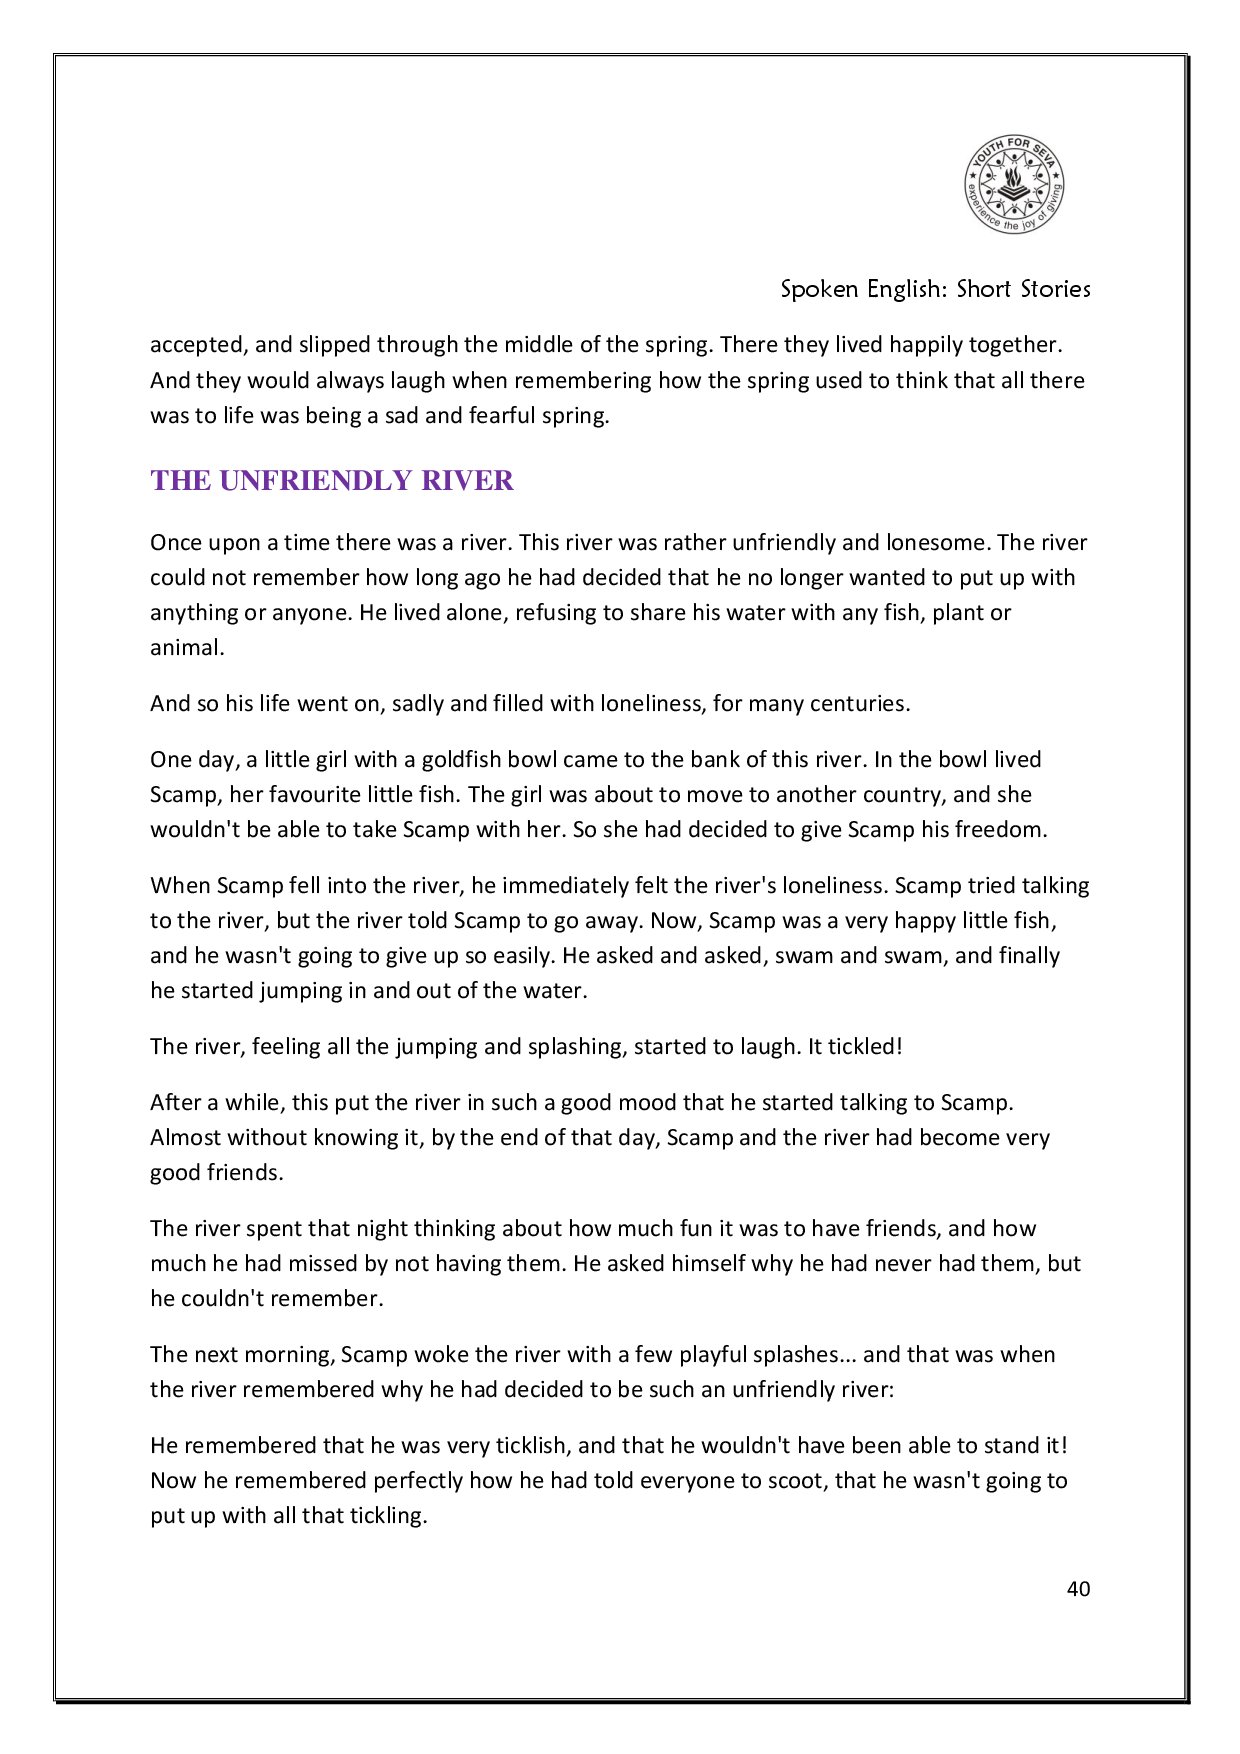 YOUTH FOR SEVA
experience the joy of giving
Spoken English: Short Stories
accepted, and slipped through the middle of the spring. There they lived happily together.
And they would always laugh when remembering how the spring used to think that all there
was to life was being a sad and fearful spring.
THE UNFRIENDLY RIVER
Once upon a time there was a river. This river was rather unfriendly and lonesome. The river
could not remember how long ago he had decided that he no longer wanted to put up with
anything or anyone. He lived alone, refusing to share his water with any fish, plant or
animal.
And so his life went on, sadly and filled with loneliness, for many centuries.
One day, a little girl with a goldfish bowl came to the bank of this river. In the bowl lived
Scamp, her favourite little fish. The girl was about to move to another country, and she
wouldn't be able to take Scamp with her. So she had decided to give Scamp his freedom.
When Scamp fell into the river, he immediately felt the river's loneliness. Scamp tried talking
to the river, but the river told Scamp to go away. Now, Scamp was a very happy little fish,
and he wasn't going to give up so easily. He asked and asked, swam and swam, and finally
he started jumping in and out of the water.
The river, feeling all the jumping and splashing, started to laugh. It tickled!
After a while, this put the river in such a good mood that he started talking to Scamp.
Almost without knowing it, by the end of that day, Scamp and the river had become very
good friends.
The river spent that night thinking about how much fun it was to have friends, and how
much he had missed by not having them. He asked himself why he had never had them, but
he couldn't remember.
The next morning, Scamp woke the river with a few playful splashes... and that was when
the river remembered why he had decided to be such an unfriendly river:
He remembered that he was very ticklish, and that he wouldn't have been able to stand it!
Now he remembered perfectly how he had told everyone to scoot, that he wasn't going to
put up with all that tickling.
40